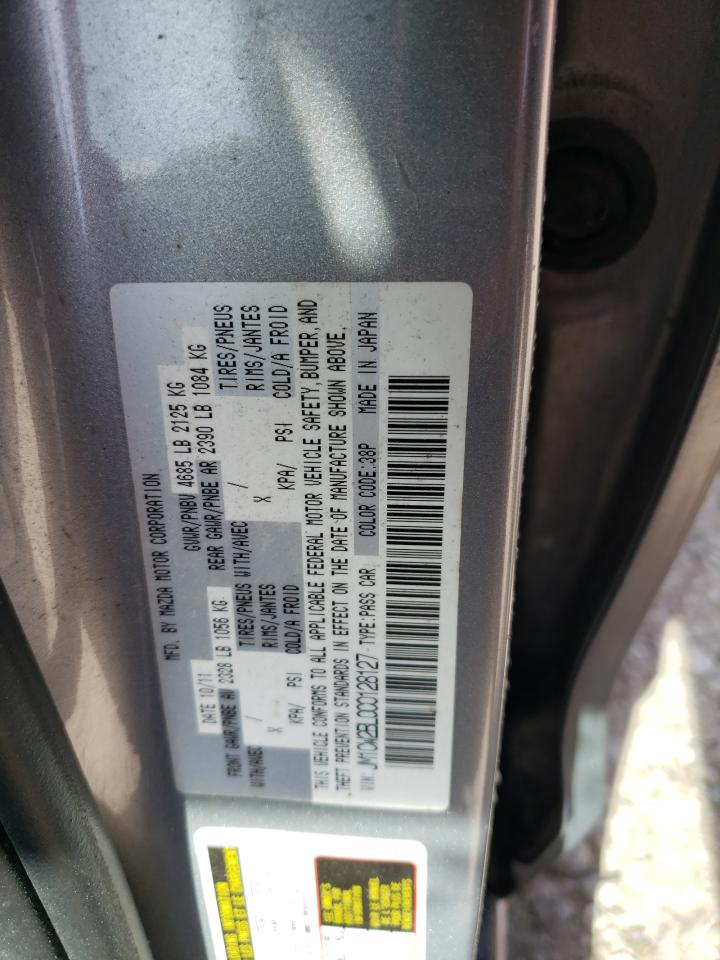 MFD. BY MAZDA MOTOR CORPORATION
DATE 10/11 GVWR/PNBV 4685 LB 2125 KG
FRONT GAWR/PNBE AV 2328 LB 1056 KG REAR GAWR/PNBE AR 2390 LB 1084 KG
WITH/AVEC / TIRES/PNEUS WITH/AVEC / TIRES/PNEUS
X RIMS/JANTES X RIMS/JANTES
KPA/ PSI COLD/A FROID KPA/ PSI COLD/A FROID
THIS VEHICLE CONFORMS TO ALL APPLICABLE FEDERAL MOTOR VEHICLE SAFETY, BUMPER, AND
THEFT PREVENTION STANDARDS IN EFFECT ON THE DATE OF MANUFACTURE SHOWN ABOVE.
VIN: JM1CW2BL0C0128127 TYPE:PASS CAR COLOR CODE:38P MADE IN JAPAN